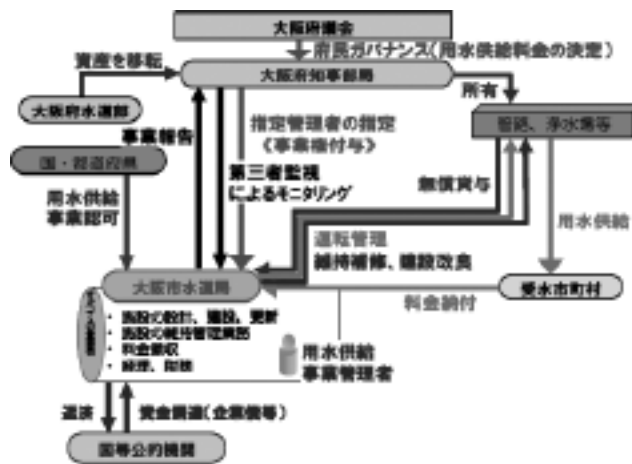 大阪府議会
府民ガバナンス(用水供給料金の決定)
資産を移転
大阪府知事部局
所有
大阪府水道部
管路、浄水場等
事業報告
指定管理者の指定
《事業権付与》
国・都道府県
第三者監視
によるモニタリング
無償貸与
用水供給
事業認可
用水供給
運転管理
維持補修、建設改良
大阪市水道局
受水市町村
料金納付
・ 施設の設計、建設、更新
・ 施設の維持管理業務
・ 料金徴収
・ 経理、財務
用水供給
事業管理者
返済
資金調達(企業債等)
国等公的機関